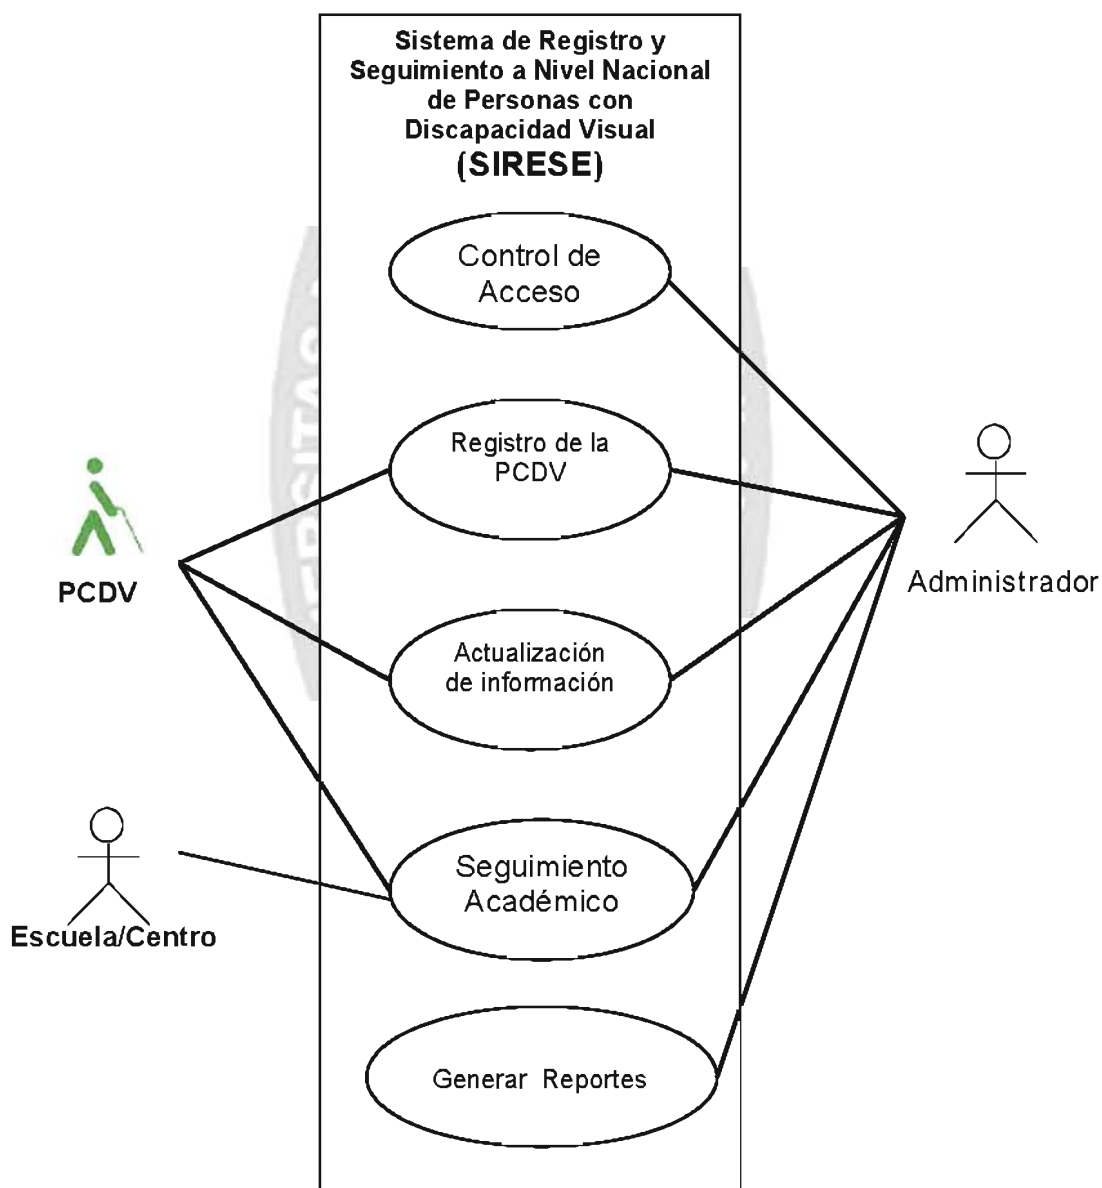 Sistema de Registro y
Seguimiento a Nivel Nacional
de Personas con
Discapacidad Visual
(SIRESE)
Control de
Acceso
Registro de la
PCDV
PCDV
Administrador
Actualización
de información
Seguimiento
Académico
Escuela/Centro
Generar Reportes